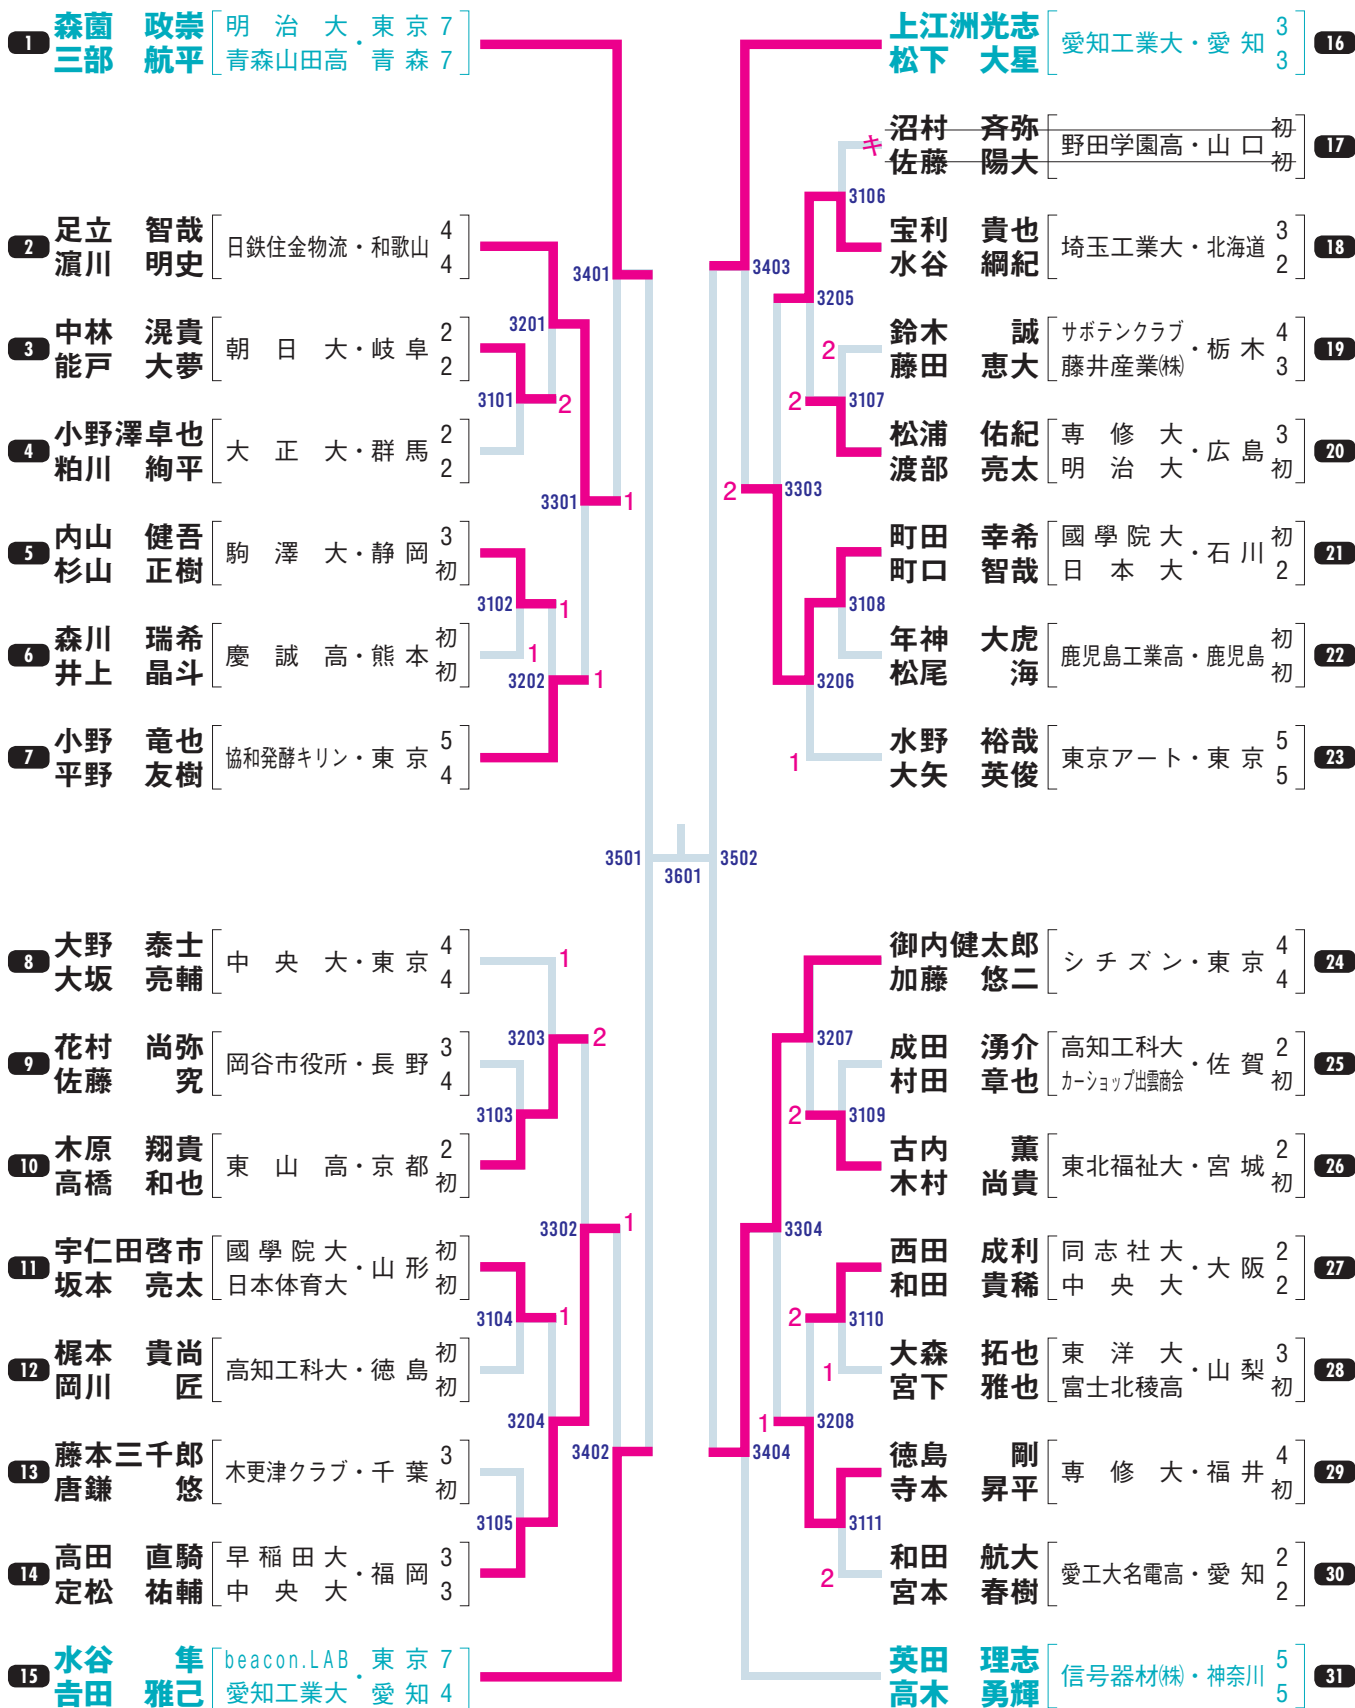 1 森薗 政崇 明治大・東京 7
三部 航平 青森山田高・青森 7
2 足立 智哉 日鉄住金物流・和歌山 4
濵川 明史 4
3401
3201
3 中林 滉貴 朝日大・岐阜 2
能戸 大夢 2
3101 2
4 小野澤卓也 大正大・群馬 2
粕川 絢平 2
3301 1
5 内山 健吾 駒澤大・静岡 3
杉山 正樹 初
3102 1
6 森川 瑞希 慶誠高・熊本 初 1
井上 晶斗 初
3202 1
7 小野 竜也 協和発酵キリン・東京 5
平野 友樹 4
3501
3601
3502
8 大野 泰士 中央大・東京 4 1
大坂 亮輔 4
3203 2
9 花村 尚弥 岡谷市役所・長野 3
佐藤 究 4
3103
10 木原 翔貴 東山高・京都 2
高橋 和也 初
3302 1
11 宇仁田啓市 國學院大・山形 初
坂本 亮太 日本体育大 初
3104 1
12 梶本 貴尚 高知工科大・徳島 初
岡川 匠 初
3204
3402
13 藤本三千郎 木更津クラブ・千葉 3
唐鎌 悠 初
3105
14 高田 直騎 早稲田大・福岡 3
定松 祐輔 中央大 3
15 水谷 隼 beacon.LAB・東京 7
𠮷田 雅己 愛知工業大・愛知 4
上江洲光志 愛知工業大・愛知 3 16
松下 大星 3
キ 沼村 斉弥 野田学園高・山口 初 17
佐藤 陽大 初
3106
宝利 貴也 埼玉工業大・北海道 3 18
水谷 綱紀 2
3403
3205
2 鈴木 誠 サボテンクラブ・栃木 4 19
藤田 恵大 藤井産業㈱ 3
2 3107
松浦 佑紀 専修大・広島 3 20
渡部 亮太 明治大 初
2 3303
町田 幸希 國學院大・石川 初 21
町口 智哉 日本大 2
3108
年神 大虎 鹿児島工業高・鹿児島 初 22
松尾 海 初
3206
1 水野 裕哉 東京アート・東京 5 23
大矢 英俊 5
御内健太郎 シチズン・東京 4 24
加藤 悠二 4
3207
成田 湧介 高知工科大・佐賀 2 25
村田 章也 カーショップ出雲商会 初
2 3109
古内 薫 東北福祉大・宮城 2 26
木村 尚貴 初
3304
西田 成利 同志社大・大阪 2 27
和田 貴稀 中央大 2
2 3110
1 大森 拓也 東洋大・山梨 3 28
宮下 雅也 富士北稜高 初
1 3208
3404
徳島 剛 専修大・福井 4 29
寺本 昇平 初
3111
2 和田 航大 愛工大名電高・愛知 2 30
宮本 春樹 2
英田 理志 信号器材㈱・神奈川 5 31
高木 勇輝 5